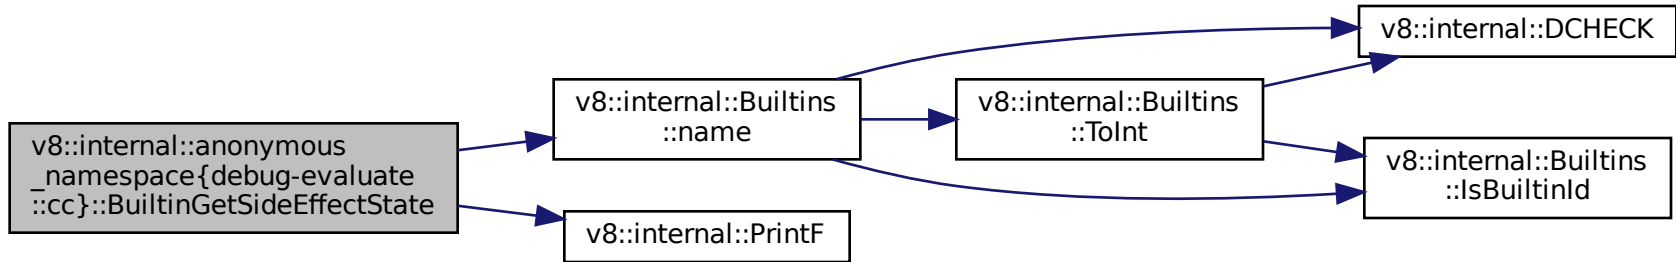 v8::internal::anonymous
_namespace{debug-evaluate
::cc}::BuiltinGetSideEffectState
v8::internal::Builtins
::name
v8::internal::PrintF
v8::internal::Builtins
::ToInt
v8::internal::DCHECK
v8::internal::Builtins
::IsBuiltinId